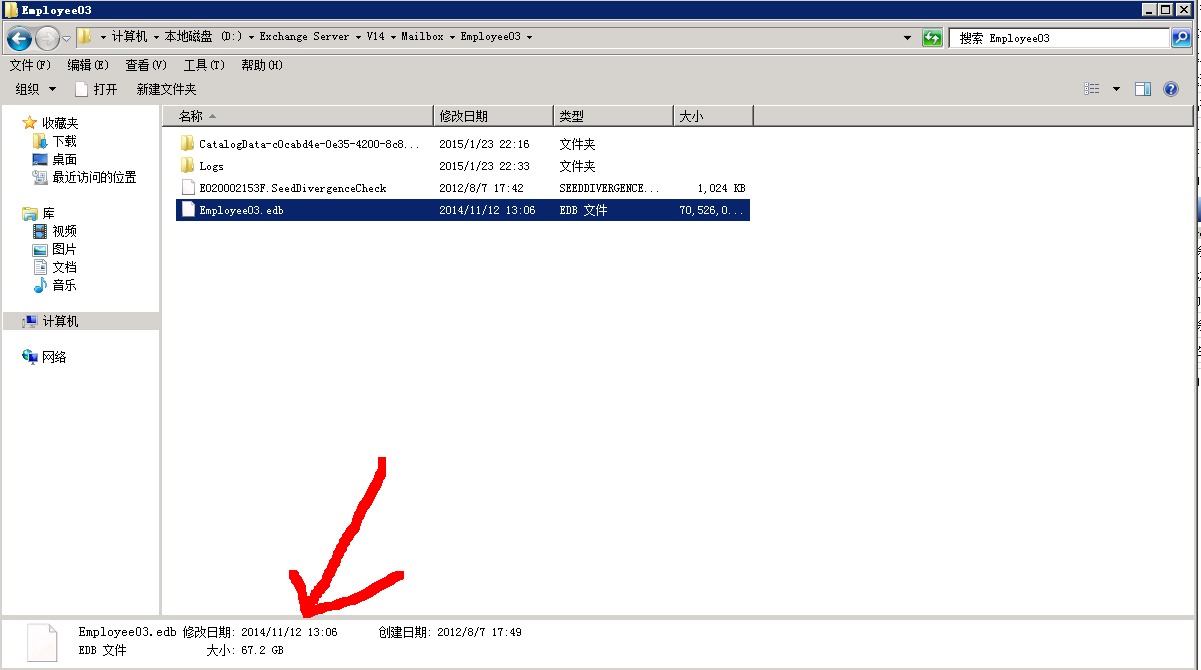 Employee03
计算机 本地磁盘 (D:) Exchange Server V14 Mailbox Employee03 搜索 Employee03
文件(F) 编辑(E) 查看(V) 工具(T) 帮助(H)
组织 打开 新建文件夹
名称 修改日期 类型 大小
收藏夹
下载
桌面
最近访问的位置
库
视频
图片
文档
音乐
计算机
网络
CatalogData-c0cabd4e-0e35-4200-8c8... 2015/1/23 22:16 文件夹
Logs 2015/1/23 22:33 文件夹
E020002153F.SeedDivergenceCheck 2012/8/7 17:42 SEEDDIVERGENCE... 1,024 KB
Employee03.edb 2014/11/12 13:06 EDB 文件 70,526,0...
Employee03.edb 修改日期: 2014/11/12 13:06 创建日期: 2012/8/7 17:49
EDB 文件 大小: 67.2 GB